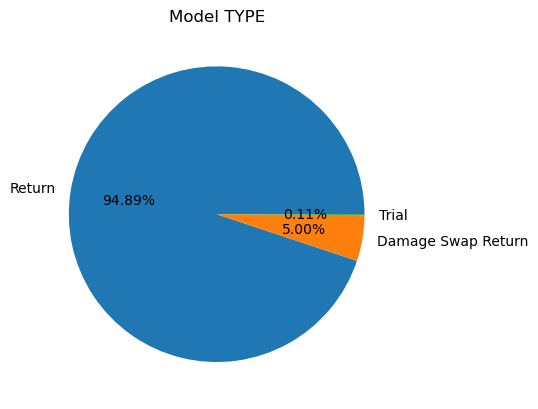 Model TYPE
Return
94.89%
0.11%
Trial
5.00%
Damage Swap Return